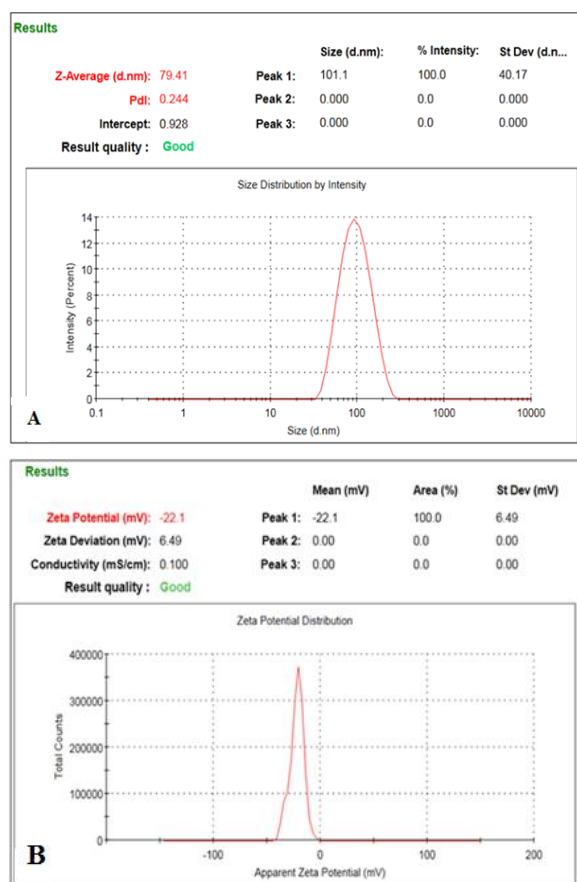 Results
Size (d.nm): % Intensity: St Dev (d.n...
Z-Average (d.nm): 79.41 Peak 1: 101.1 100.0 40.17
PdI: 0.244 Peak 2: 0.000 0.0 0.000
Intercept: 0.928 Peak 3: 0.000 0.0 0.000
Result quality : Good
Size Distribution by Intensity
Intensity (Percent)
14
12
10
8
6
4
2
0
0.1 1 10 100 1000 10000
Size (d.nm)
A
Results
Mean (mV) Area (%) St Dev (mV)
Zeta Potential (mV): -22.1 Peak 1: -22.1 100.0 6.49
Zeta Deviation (mV): 6.49 Peak 2: 0.00 0.0 0.00
Conductivity (mS/cm): 0.100 Peak 3: 0.00 0.0 0.00
Result quality : Good
Zeta Potential Distribution
Total Counts
400000
300000
200000
100000
0
-100 0 100 200
Apparent Zeta Potential (mV)
B